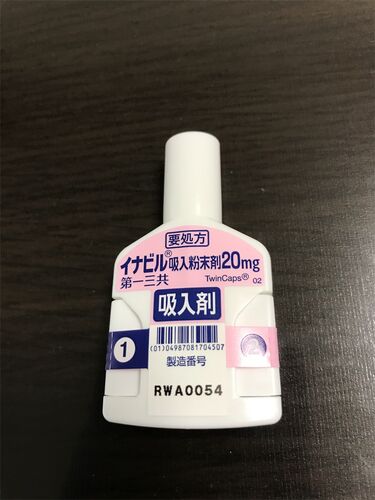 要処方
イナビル®吸入粉末剤20mg
第一三共 TwinCaps® 02
吸入剤
1
2
(01)04987081704507
製造番号
RWA0054